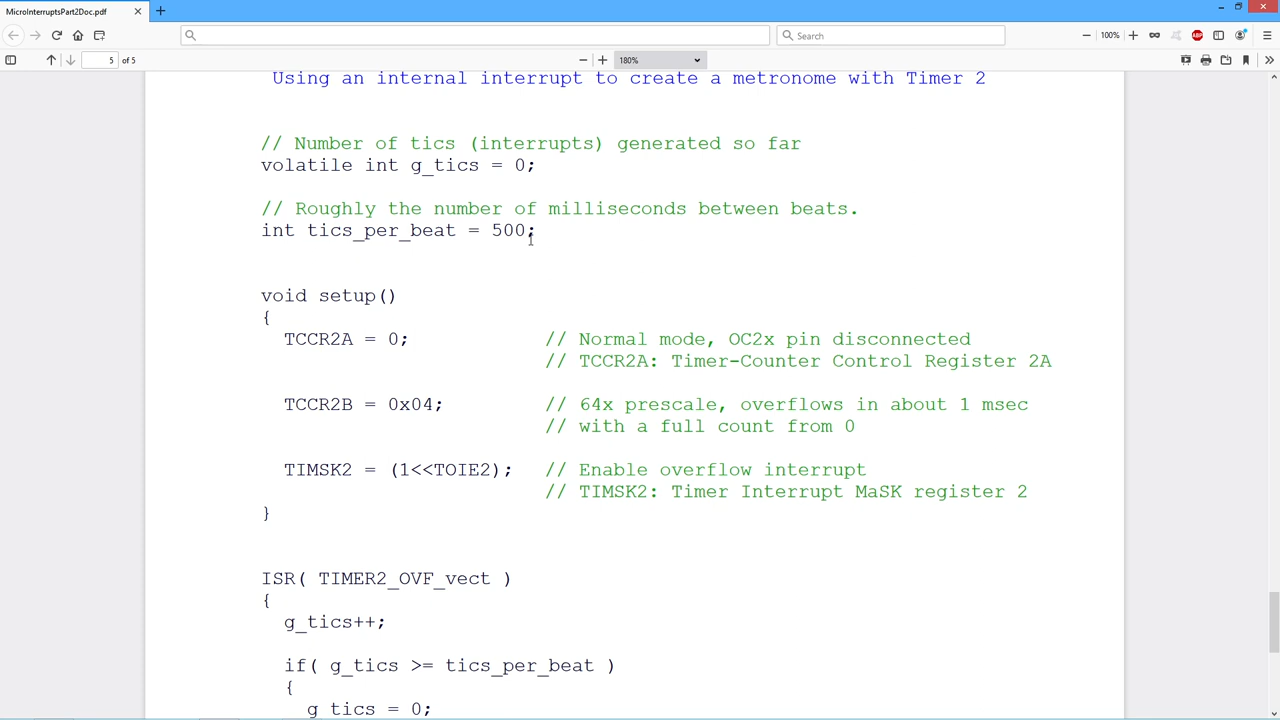 MicroInterruptsPart2Doc.pdf
Search
100%
5 of 5
180%
Using an internal interrupt to create a metronome with Timer 2
// Number of tics (interrupts) generated so far
volatile int g_tics = 0;
// Roughly the number of milliseconds between beats.
int tics_per_beat = 500;
void setup()
{
TCCR2A = 0; // Normal mode, OC2x pin disconnected
// TCCR2A: Timer-Counter Control Register 2A
TCCR2B = 0x04; // 64x prescale, overflows in about 1 msec
// with a full count from 0
TIMSK2 = (1<<TOIE2); // Enable overflow interrupt
// TIMSK2: Timer Interrupt MaSK register 2
}
ISR( TIMER2_OVF_vect )
{
g_tics++;
if( g_tics >= tics_per_beat )
{
g_tics = 0;